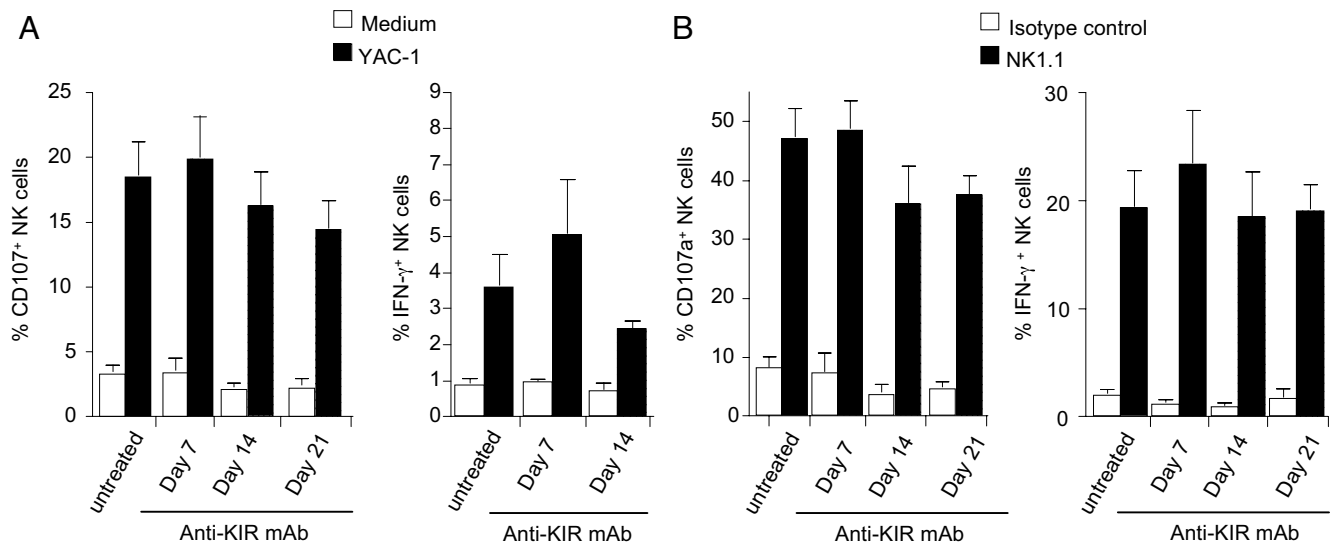 A
Medium
YAC-1
% CD107+ NK cells
25
20
15
10
5
0
untreated
Day 7
Day 14
Day 21
Anti-KIR mAb
% IFN-γ+ NK cells
9
8
7
6
5
4
3
2
1
0
untreated
Day 7
Day 14
Anti-KIR mAb
B
Isotype control
NK1.1
% CD107a+ NK cells
50
40
30
20
10
0
untreated
Day 7
Day 14
Day 21
Anti-KIR mAb
% IFN-γ + NK cells
30
20
10
0
untreated
Day 7
Day 14
Day 21
Anti-KIR mAb